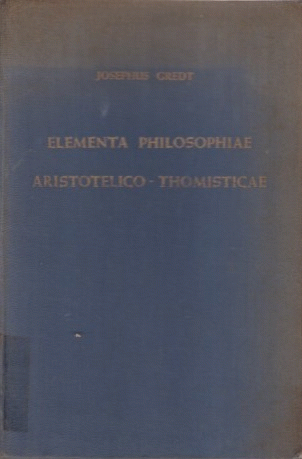 JOSEPHUS GREDT
ELEMENTA PHILOSOPHIAE
ARISTOTELICO - THOMISTICAE